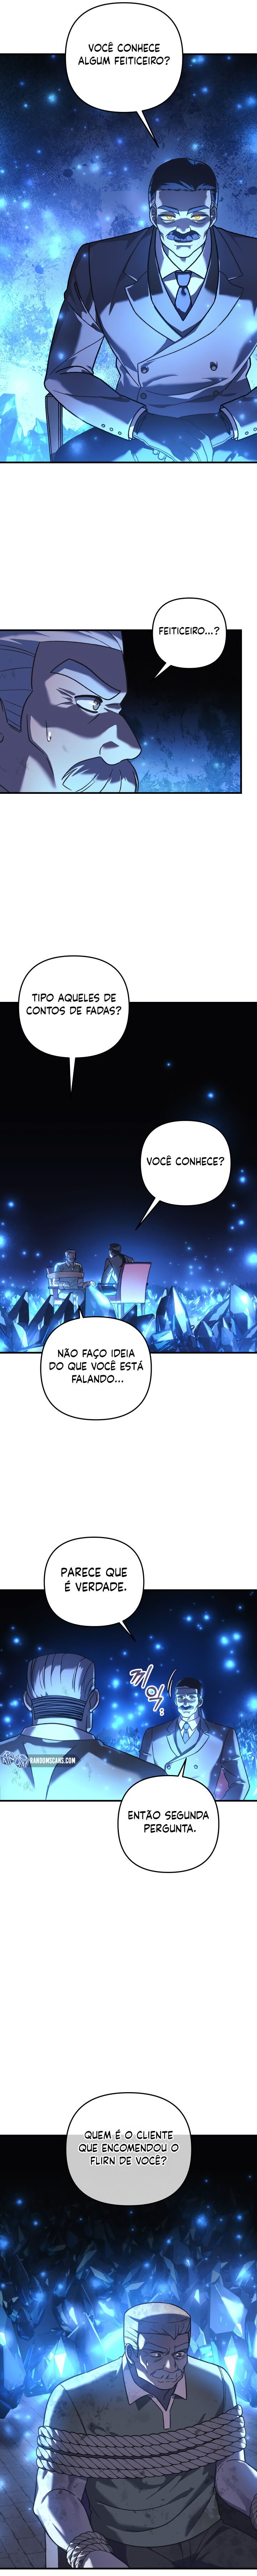 VOCÊ CONHECE
ALGUM FEITICEIRO?
FEITICEIRO...?
TIPO AQUELES DE
CONTOS DE FADAS?
VOCÊ CONHECE?
NÃO FAÇO IDEIA
DO QUE VOCÊ ESTÁ
FALANDO...
PARECE QUE
É VERDADE.
RANDOMSCANS.COM
ENTÃO SEGUNDA
PERGUNTA.
QUEM É O CLIENTE
QUE ENCOMENDOU O
FLIRN DE VOCÊ?